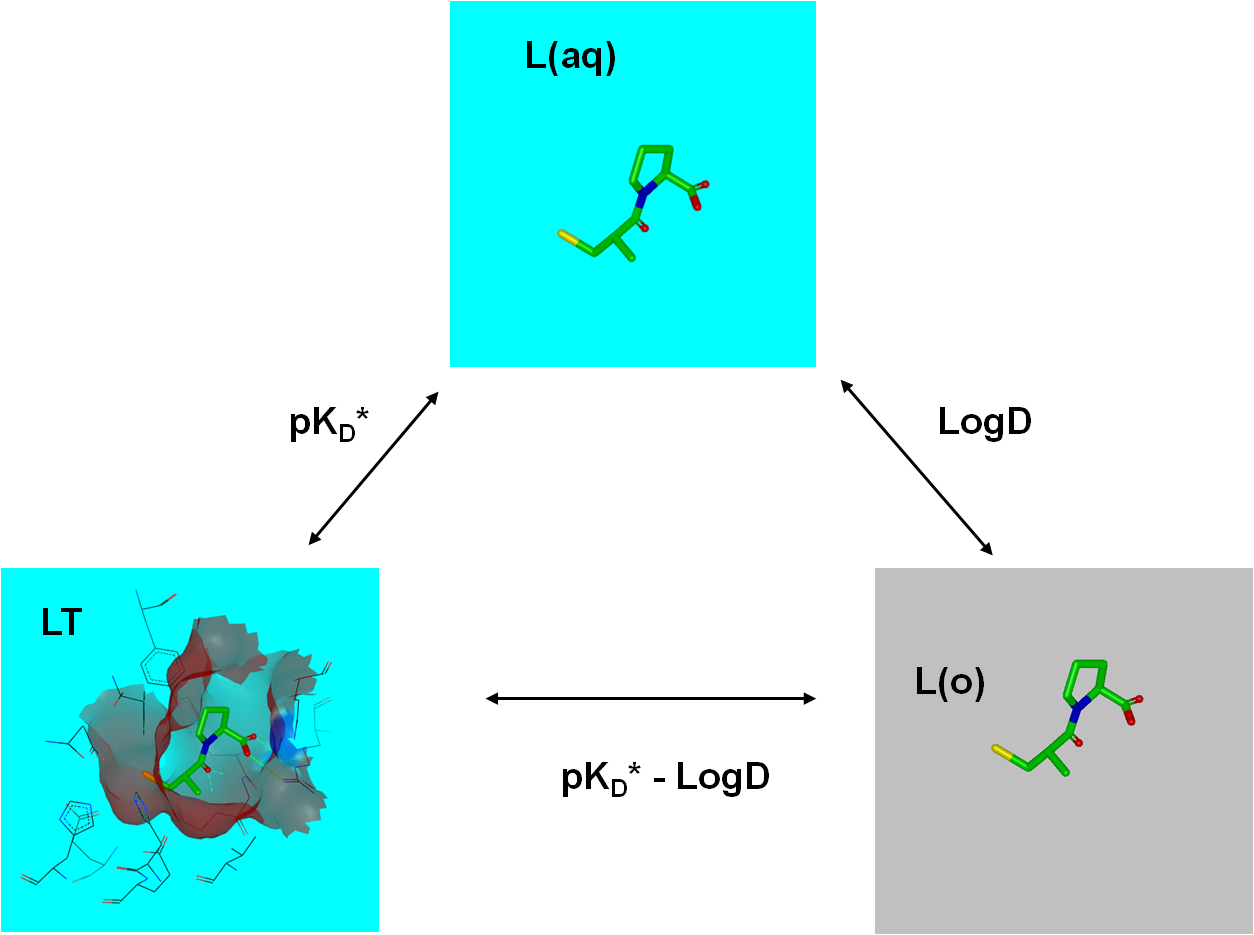 L(aq)
pKD*
LogD
LT
L(o)
pKD* - LogD